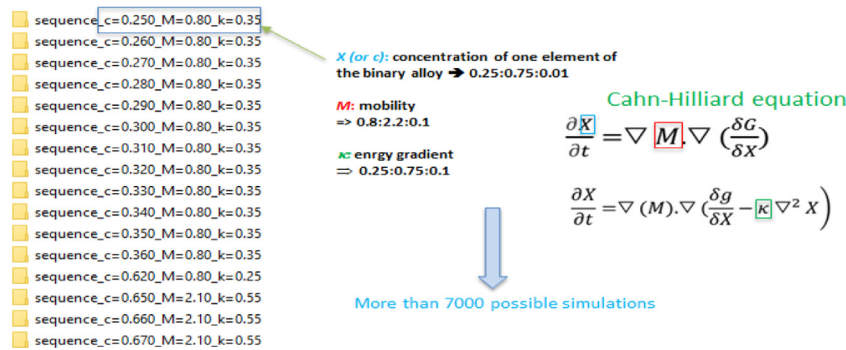 sequence_c=0.250_M=0.80_k=0.35
sequence_c=0.260_M=0.80_k=0.35
sequence_c=0.270_M=0.80_k=0.35
sequence_c=0.280_M=0.80_k=0.35
sequence_c=0.290_M=0.80_k=0.35
sequence_c=0.300_M=0.80_k=0.35
sequence_c=0.310_M=0.80_k=0.35
sequence_c=0.320_M=0.80_k=0.35
sequence_c=0.330_M=0.80_k=0.35
sequence_c=0.340_M=0.80_k=0.35
sequence_c=0.350_M=0.80_k=0.35
sequence_c=0.360_M=0.80_k=0.35
sequence_c=0.620_M=0.80_k=0.25
sequence_c=0.650_M=2.10_k=0.55
sequence_c=0.660_M=2.10_k=0.55
sequence_c=0.670_M=2.10_k=0.55
X (or c): concentration of one element of
the binary alloy ➔ 0.25:0.75:0.01
M: mobility
=> 0.8:2.2:0.1
κ: enrgy gradient
⇒ 0.25:0.75:0.1
More than 7000 possible simulations
Cahn-Hilliard equation
∂X/∂t = ∇ M.∇ (δG/δX)
∂X/∂t = ∇ (M).∇ (δg/δX − κ ∇² X)